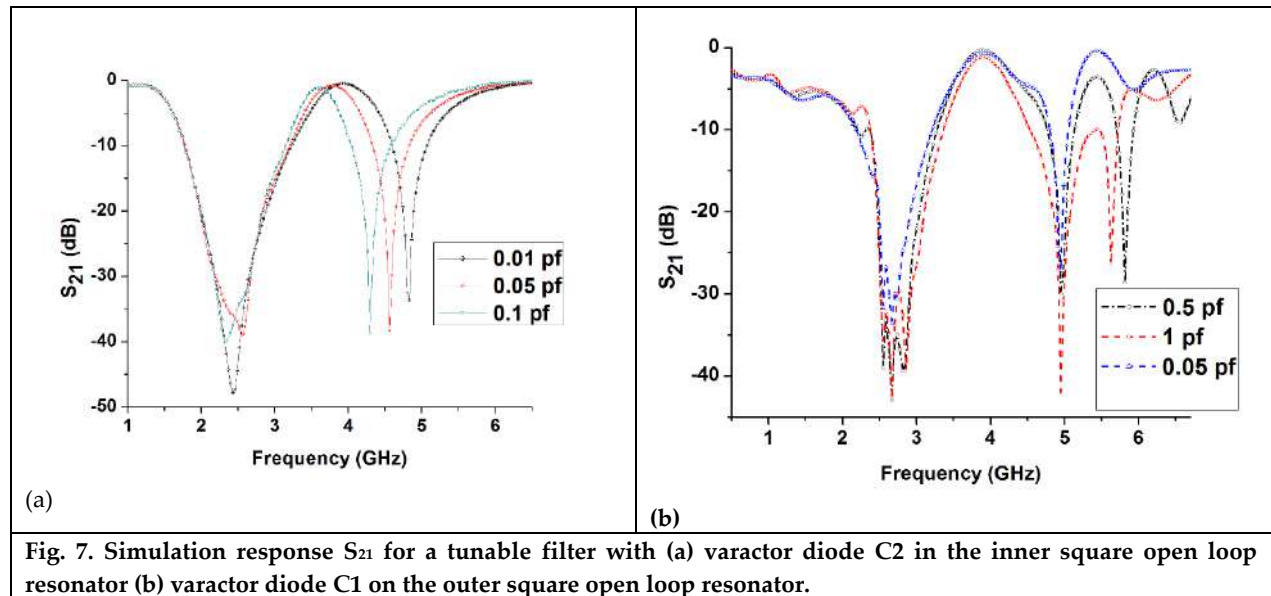 0
-10
-20
-30
-40
-50
S21 (dB)
0.01 pf
0.05 pf
0.1 pf
1 2 3 4 5 6
Frequency (GHz)
(a)
0
-10
-20
-30
-40
S21 (dB)
0.5 pf
1 pf
0.05 pf
1 2 3 4 5 6
Frequency (GHz)
(b)
Fig. 7. Simulation response S21 for a tunable filter with (a) varactor diode C2 in the inner square open loop
resonator (b) varactor diode C1 on the outer square open loop resonator.